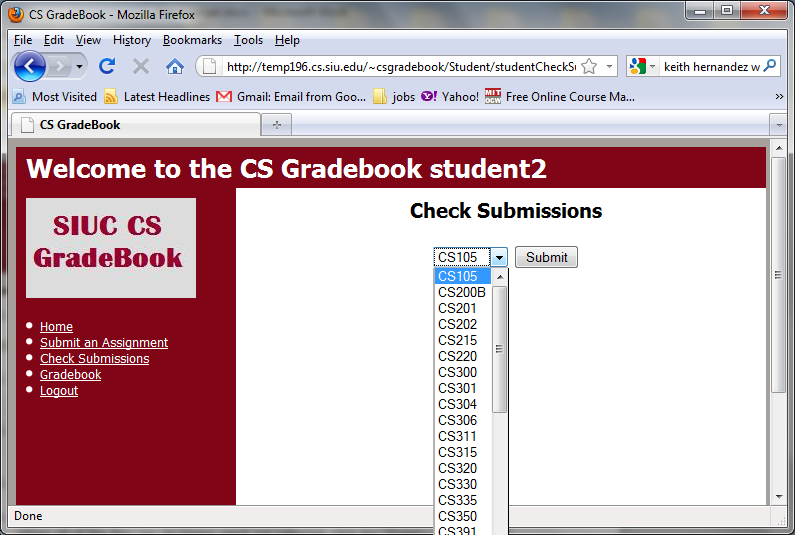 CS GradeBook - Mozilla Firefox
File Edit View History Bookmarks Tools Help
http://temp196.cs.siu.edu/~csgradebook/Student/studentCheckSu
keith hernandez w
Most Visited Latest Headlines Gmail: Email from Goo... jobs Yahoo! MIT OCW Free Online Course Ma... »
CS GradeBook
Welcome to the CS Gradebook student2
SIUC CS
GradeBook
Home
Submit an Assignment
Check Submissions
Gradebook
Logout
Check Submissions
CS105 Submit
CS105
CS200B
CS201
CS202
CS215
CS220
CS300
CS301
CS304
CS306
CS311
CS315
CS320
CS330
CS335
CS350
CS391
Done